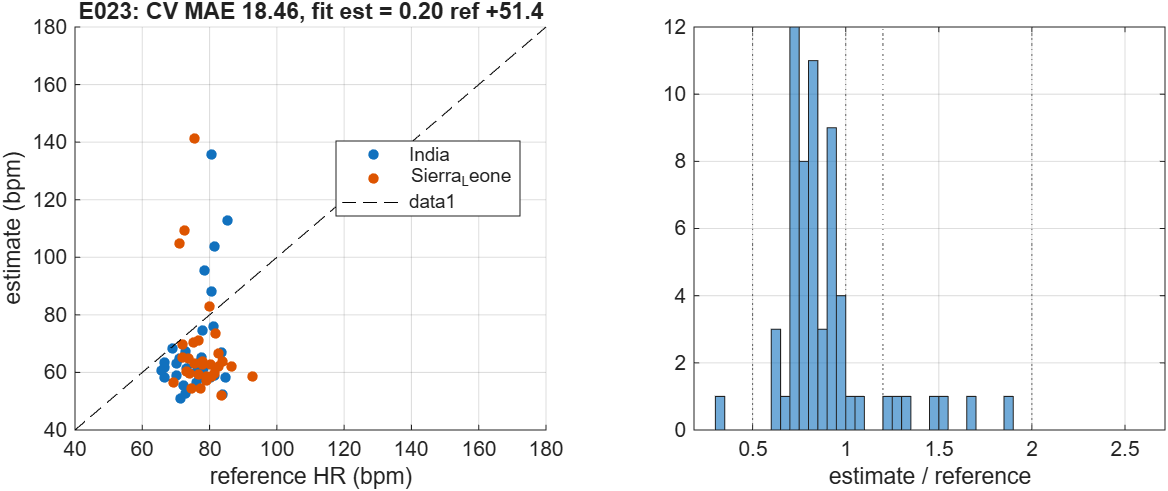 E023: CV MAE 18.46, fit est = 0.20 ref +51.4
180
160
140
120
100
80
60
40
estimate (bpm)
India
Sierra_Leone
data1
40 60 80 100 120 140 160 180
reference HR (bpm)
12
10
8
6
4
2
0
0.5 1 1.5 2 2.5
estimate / reference